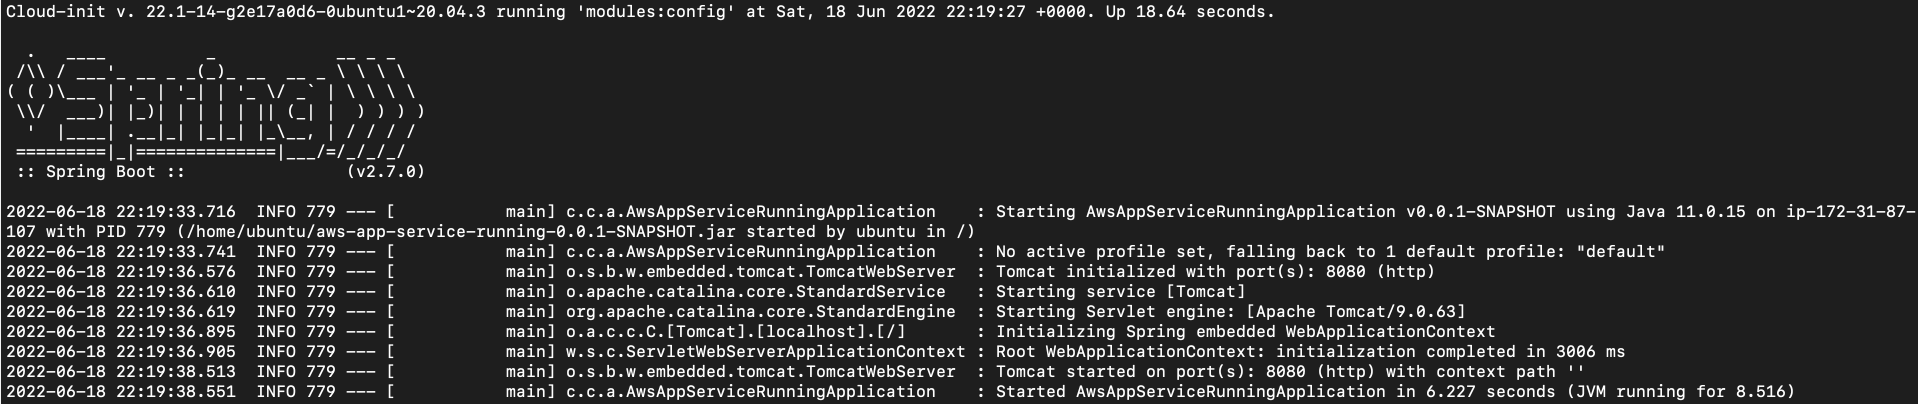 Cloud-init v. 22.1-14-g2e17a0d6-0ubuntu1~20.04.3 running 'modules:config' at Sat, 18 Jun 2022 22:19:27 +0000. Up 18.64 seconds.

  .   ____          _            __ _ _
 /\\ / ___'_ __ _ _(_)_ __  __ _ \ \ \ \
( ( )\___ | '_ | '_| | '_ \/ _` | \ \ \ \
 \\/  ___)| |_)| | | | | || (_| |  ) ) ) )
  '  |____| .__|_| |_|_| |_\__, | / / / /
 =========|_|==============|___/=/_/_/_/
 :: Spring Boot ::                (v2.7.0)

2022-06-18 22:19:33.716  INFO 779 --- [           main] c.c.a.AwsAppServiceRunningApplication    : Starting AwsAppServiceRunningApplication v0.0.1-SNAPSHOT using Java 11.0.15 on ip-172-31-87-
107 with PID 779 (/home/ubuntu/aws-app-service-running-0.0.1-SNAPSHOT.jar started by ubuntu in /)
2022-06-18 22:19:33.741  INFO 779 --- [           main] c.c.a.AwsAppServiceRunningApplication    : No active profile set, falling back to 1 default profile: "default"
2022-06-18 22:19:36.576  INFO 779 --- [           main] o.s.b.w.embedded.tomcat.TomcatWebServer  : Tomcat initialized with port(s): 8080 (http)
2022-06-18 22:19:36.610  INFO 779 --- [           main] o.apache.catalina.core.StandardService   : Starting service [Tomcat]
2022-06-18 22:19:36.619  INFO 779 --- [           main] org.apache.catalina.core.StandardEngine  : Starting Servlet engine: [Apache Tomcat/9.0.63]
2022-06-18 22:19:36.895  INFO 779 --- [           main] o.a.c.c.C.[Tomcat].[localhost].[/]       : Initializing Spring embedded WebApplicationContext
2022-06-18 22:19:36.905  INFO 779 --- [           main] w.s.c.ServletWebServerApplicationContext : Root WebApplicationContext: initialization completed in 3006 ms
2022-06-18 22:19:38.513  INFO 779 --- [           main] o.s.b.w.embedded.tomcat.TomcatWebServer  : Tomcat started on port(s): 8080 (http) with context path ''
2022-06-18 22:19:38.551  INFO 779 --- [           main] c.c.a.AwsAppServiceRunningApplication    : Started AwsAppServiceRunningApplication in 6.227 seconds (JVM running for 8.516)